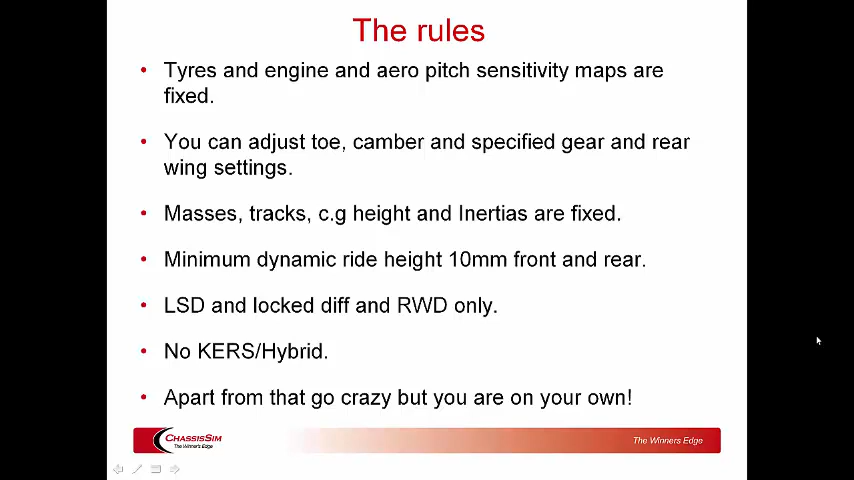 The rules
• Tyres and engine and aero pitch sensitivity maps are
fixed.
• You can adjust toe, camber and specified gear and rear
wing settings.
• Masses, tracks, c.g height and Inertias are fixed.
• Minimum dynamic ride height 10mm front and rear.
• LSD and locked diff and RWD only.
• No KERS/Hybrid.
• Apart from that go crazy but you are on your own!
CHASSISSIM
The Winners Edge
The Winners Edge